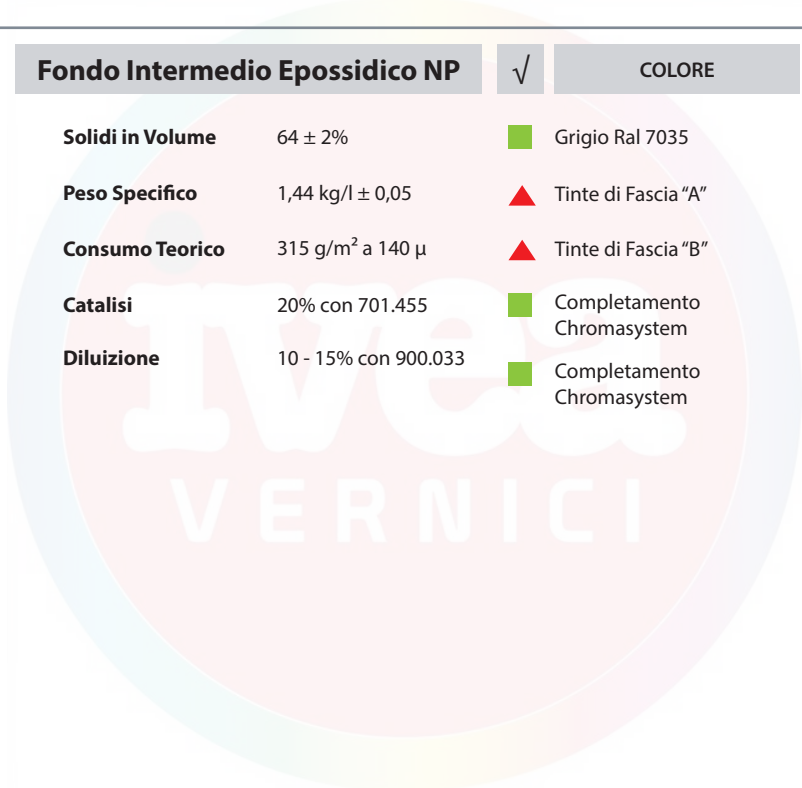 Fondo Intermedio Epossidico NP √ COLORE
Solidi in Volume 64 ± 2% Grigio Ral 7035
Peso Specifico 1,44 kg/l ± 0,05 Tinte di Fascia “A”
Consumo Teorico 315 g/m² a 140 µ Tinte di Fascia “B”
Catalisi 20% con 701.455 Completamento
Chromasystem
Diluizione 10 - 15% con 900.033 Completamento
Chromasystem
ivea
VERNICI